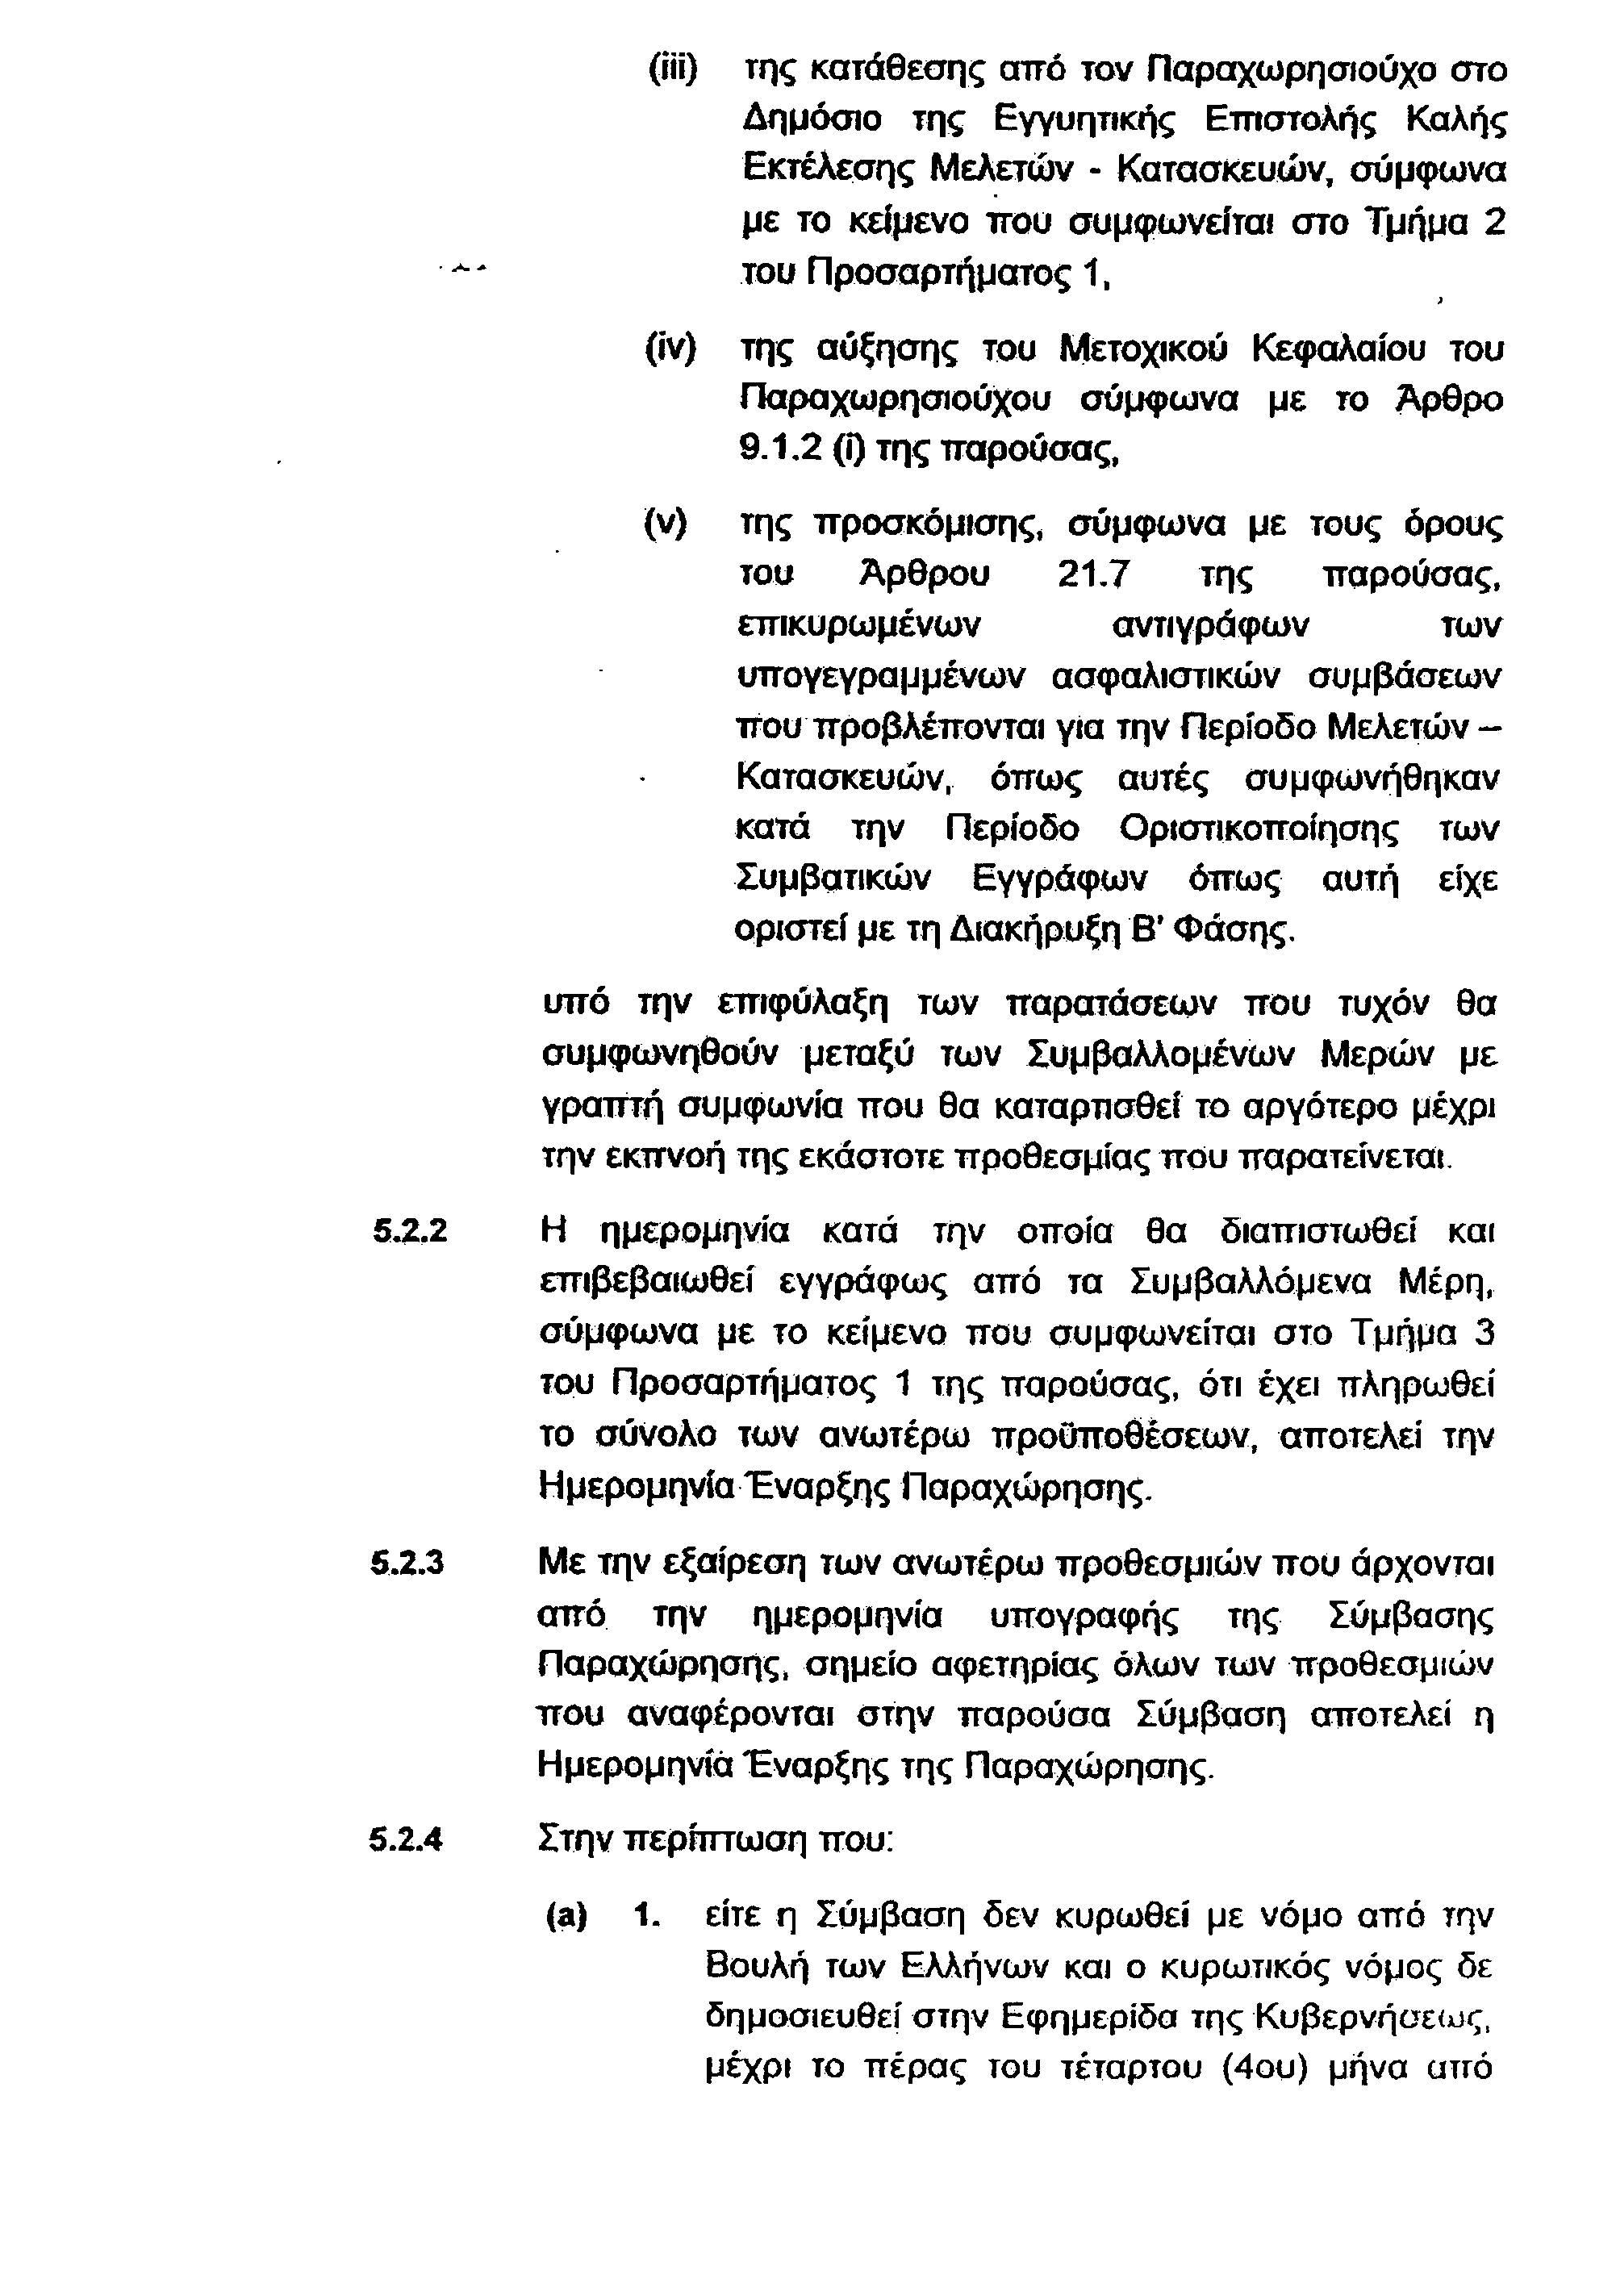 (iii) της κατάθεσης από τον Παραχωρησιούχο στο
Δημόσιο της Εγγυητικής Επιστολής Καλής
Εκτέλεσης Μελετών - Κατασκευών, σύμφωνα
με το κείμενο που συμφωνείται στο Τμήμα 2
του Προσαρτήματος 1,
(iv) της αύξησης του Μετοχικού Κεφαλαίου του
Παραχωρησιούχου σύμφωνα με το Άρθρο
9.1.2 (i) της παρούσας,
(v) της προσκόμισης, σύμφωνα με τους όρους
του Άρθρου 21.7 της παρούσας,
επικυρωμένων αντιγράφων των
υπογεγραμμένων ασφαλιστικών συμβάσεων
που προβλέπονται για την Περίοδο Μελετών –
Κατασκευών, όπως αυτές συμφωνήθηκαν
κατά την Περίοδο Οριστικοποίησης των
Συμβατικών Εγγράφων όπως αυτή είχε
οριστεί με τη Διακήρυξη Β' Φάσης.
υπό την επιφύλαξη των παρατάσεων που τυχόν θα
συμφωνηθούν μεταξύ των Συμβαλλομένων Μερών με
γραπτή συμφωνία που θα καταρτισθεί το αργότερο μέχρι
την εκπνοή της εκάστοτε προθεσμίας που παρατείνεται.
5.2.2 Η ημερομηνία κατά την οποία θα διαπιστωθεί και
επιβεβαιωθεί εγγράφως από τα Συμβαλλόμενα Μέρη,
σύμφωνα με το κείμενο που συμφωνείται στο Τμήμα 3
του Προσαρτήματος 1 της παρούσας, ότι έχει πληρωθεί
το σύνολο των ανωτέρω προϋποθέσεων, αποτελεί την
Ημερομηνία Έναρξης Παραχώρησης.
5.2.3 Με την εξαίρεση των ανωτέρω προθεσμιών που άρχονται
από την ημερομηνία υπογραφής της Σύμβασης
Παραχώρησης, σημείο αφετηρίας όλων των προθεσμιών
που αναφέρονται στην παρούσα Σύμβαση αποτελεί η
Ημερομηνία Έναρξης της Παραχώρησης.
5.2.4 Στην περίπτωση που:
(a) 1. είτε η Σύμβαση δεν κυρωθεί με νόμο από την
Βουλή των Ελλήνων και ο κυρωτικός νόμος δε
δημοσιευθεί στην Εφημερίδα της Κυβερνήσεως,
μέχρι το πέρας του τέταρτου (4ου) μήνα από